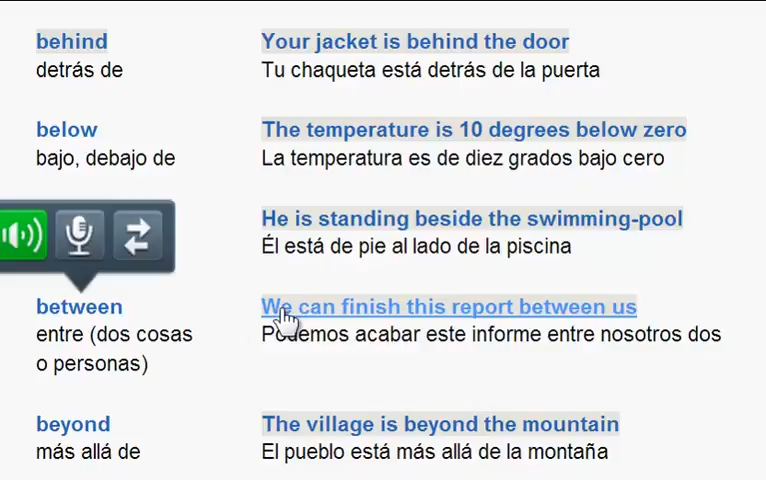 behind
Your jacket is behind the door
detrás de
Tu chaqueta está detrás de la puerta
below
The temperature is 10 degrees below zero
bajo, debajo de
La temperatura es de diez grados bajo cero
He is standing beside the swimming-pool
Él está de pie al lado de la piscina
between
We can finish this report between us
entre (dos cosas
o personas)
Podemos acabar este informe entre nosotros dos
beyond
The village is beyond the mountain
más allá de
El pueblo está más allá de la montaña